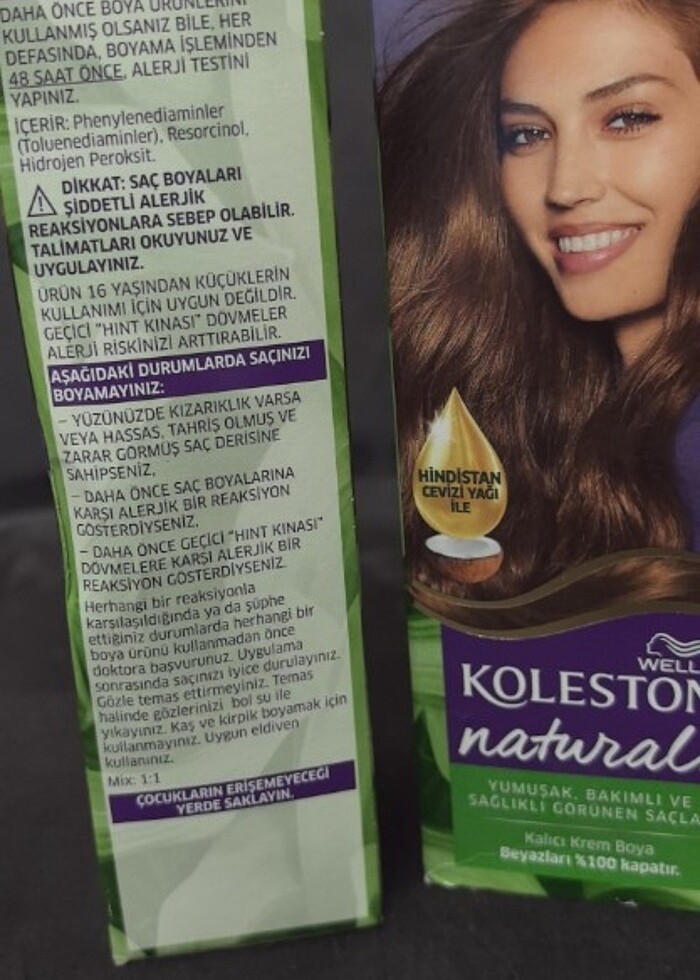 DAHA ÖNCE BOYA ÜRÜNLERİNİ
KULLANMIŞ OLSANIZ BİLE, HER
DEFASINDA, BOYAMA İŞLEMİNDEN
48 SAAT ÖNCE, ALERJİ TESTİNİ
YAPINIZ.
İÇERİR: Phenylenediaminler
(Toluenediaminler), Resorcinol,
Hidrojen Peroksit.
DİKKAT: SAÇ BOYALARI
ŞİDDETLİ ALERJİK
REAKSİYONLARA SEBEP OLABİLİR.
TALİMATLARI OKUYUNUZ VE
UYGULAYINIZ.
ÜRÜN 16 YAŞINDAN KÜÇÜKLERİN
KULLANIMI İÇİN UYGUN DEĞİLDİR.
GEÇİCİ "HINT KINASI" DÖVMELER
ALERJİ RİSKİNİZİ ARTTIRABİLİR.
AŞAĞIDAKİ DURUMLARDA SAÇINIZI
BOYAMAYINIZ:
– YÜZÜNÜZDE KIZARIKLIK VARSA
VEYA HASSAS, TAHRİŞ OLMUŞ VE
ZARAR GÖRMÜŞ SAÇ DERİSİNE
SAHİPSENİZ,
– DAHA ÖNCE SAÇ BOYALARINA
KARŞI ALERJİK BİR REAKSİYON
GÖSTERDİYSENİZ,
– DAHA ÖNCE GEÇİCİ "HINT KINASI"
DÖVMELERE KARŞI ALERJİK BİR
REAKSİYON GÖSTERDİYSENİZ.
Herhangi bir reaksiyonla
karşılaşıldığında ya da şüphe
ettiğiniz durumlarda herhangi bir
boya ürünü kullanmadan önce
doktora başvurunuz. Uygulama
sonrasında saçınızı iyice durulayınız.
Gözle temas ettirmeyiniz. Temas
halinde gözlerinizi bol su ile
yıkayınız. Kaş ve kirpik boyamak için
kullanmayınız. Uygun eldiven
kullanınız.
Mix: 1:1
ÇOCUKLARIN ERİŞEMEYECEĞİ
YERDE SAKLAYIN.
HİNDİSTAN
CEVİZİ YAĞI
İLE
WELL
KOLESTON
natural
YUMUŞAK, BAKIMLI VE
SAĞLIKLI GÖRÜNEN SAÇLA
Kalıcı Krem Boya
Beyazları %100 kapatır.